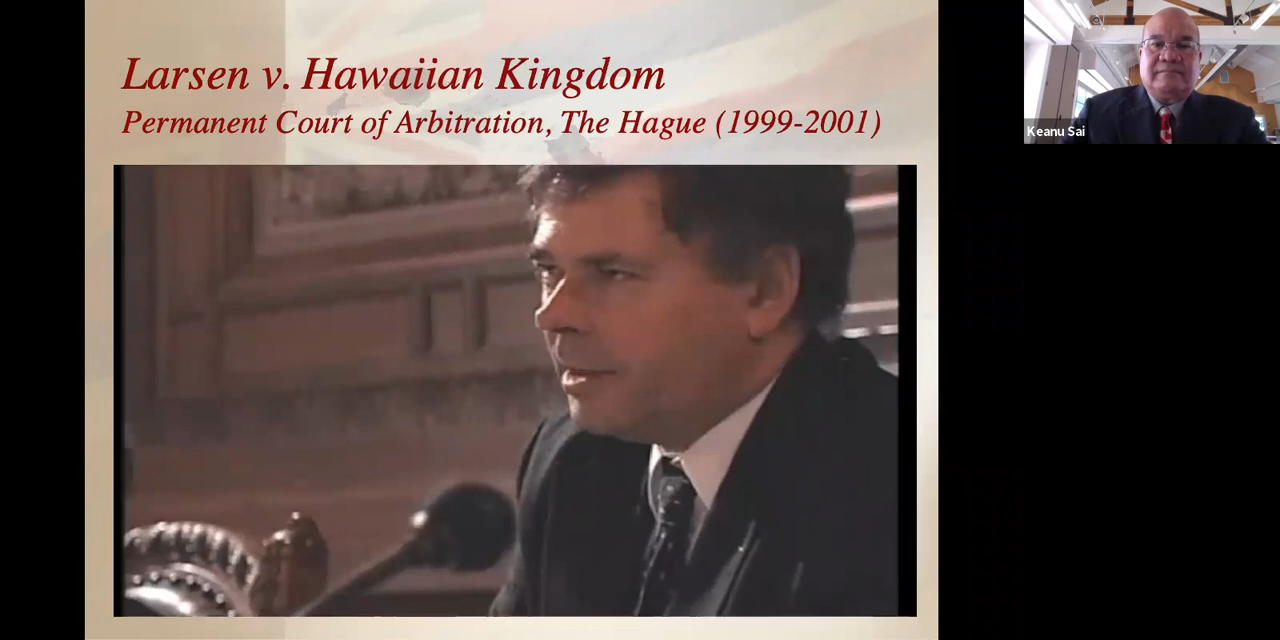 Larsen v. Hawaiian Kingdom
Permanent Court of Arbitration, The Hague (1999-2001)
Keanu Sai